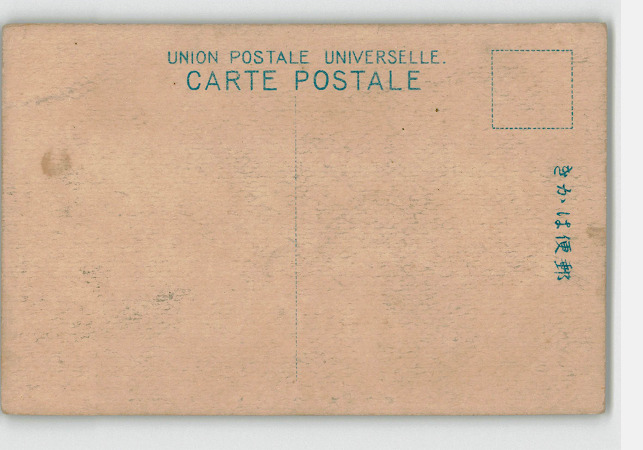 UNION POSTALE UNIVERSELLE.
CARTE POSTALE
きかは便郵